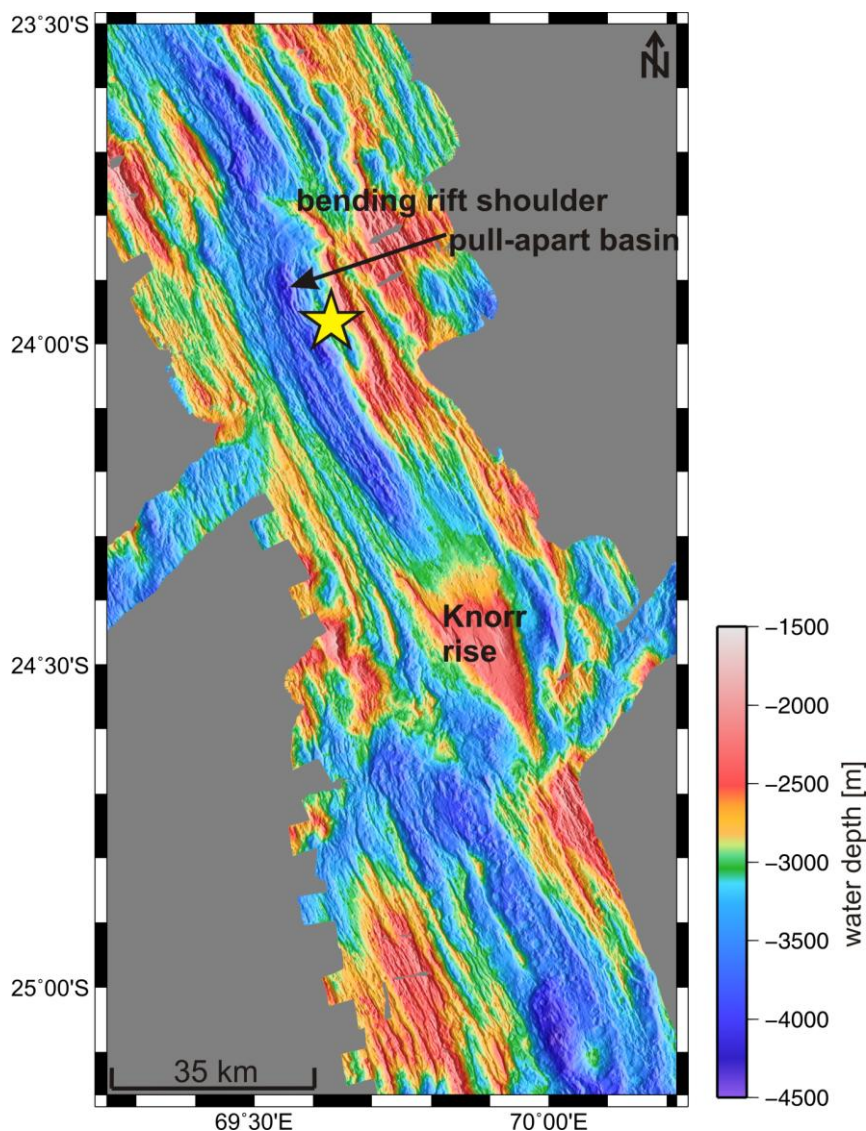 23˚30'S
N
bending rift shoulder
pull-apart basin
24˚00'S
Knorr
rise
24˚30'S
25˚00'S
35 km
69˚30'E
70˚00'E
-1500
-2000
-2500
-3000
-3500
-4000
-4500
water depth [m]